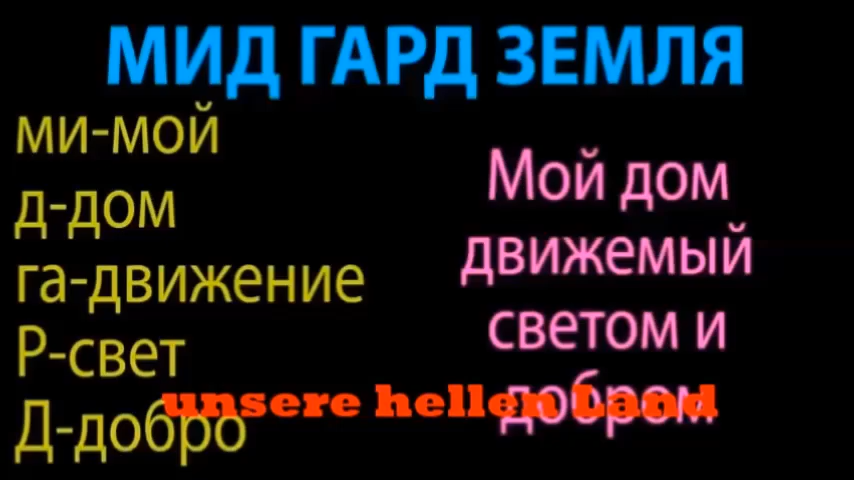 МИД ГАРД ЗЕМЛЯ
ми-мой
д-дом
га-движение
Р-свет
Д-добро
Мой дом
движемый
светом и
добром
unsere hellen Land